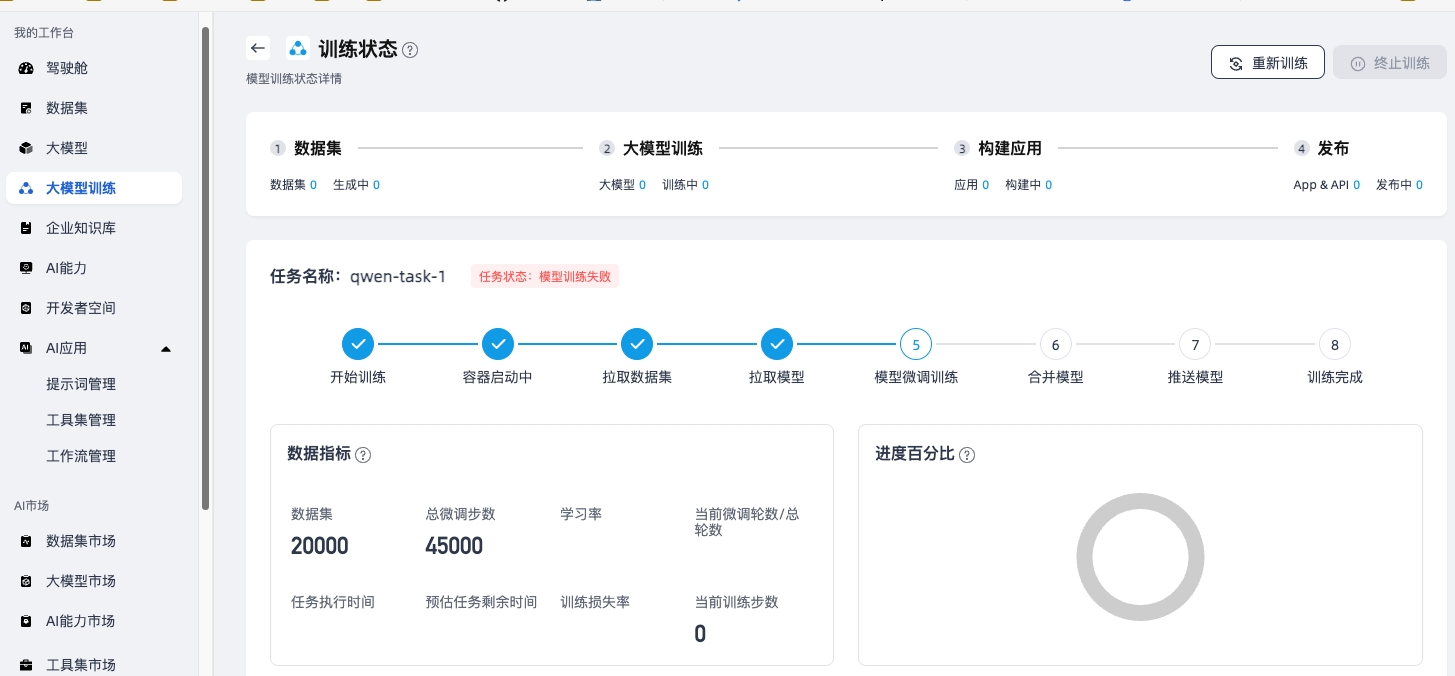 我的工作台
驾驶舱
数据集
大模型
大模型训练
企业知识库
AI能力
开发者空间
AI应用
提示词管理
工具集管理
工作流管理
AI市场
数据集市场
大模型市场
AI能力市场
工具集市场
训练状态 ?
模型训练状态详情
重新训练 终止训练
1 数据集 2 大模型训练 3 构建应用 4 发布
数据集 0 生成中 0 大模型 0 训练中 0 应用 0 构建中 0 App & API 0 发布中 0
任务名称： qwen-task-1 任务状态：模型训练失败
5 6 7 8
开始训练 容器启动中 拉取数据集 拉取模型 模型微调训练 合并模型 推送模型 训练完成
数据指标 ?
数据集 总微调步数 学习率 当前微调轮数/总
轮数
20000 45000
任务执行时间 预估任务剩余时间 训练损失率 当前训练步数
0
进度百分比 ?